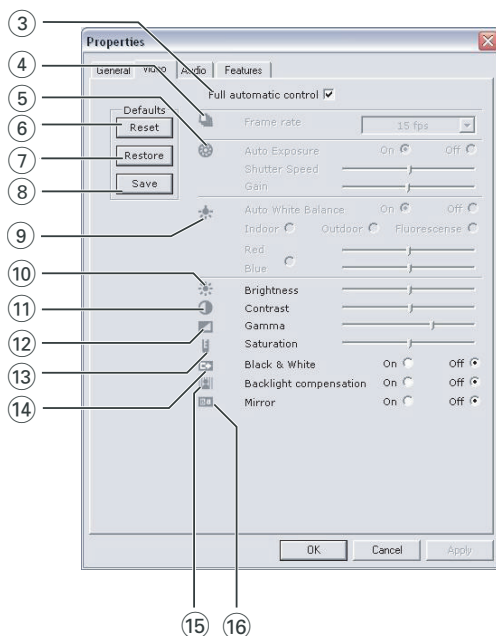 ③
Properties
④
General Video Audio Features
⑤
Full automatic control
Defaults
⑥
Reset
Frame rate 15 fps
⑦
Restore
Auto Exposure On Off
Shutter Speed
⑧
Save
Gain
⑨
Auto White Balance On Off
Indoor Outdoor Fluorescense
Red
Blue
⑩
Brightness
⑪
Contrast
⑫
Gamma
⑬
Saturation
⑭
Black & White On Off
Backlight compensation On Off
Mirror On Off
OK Cancel Apply
⑮ ⑯